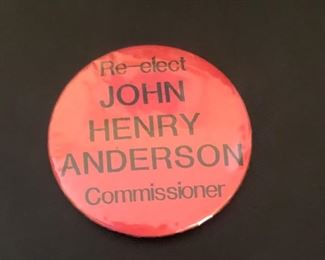 Re-elect
JOHN
HENRY
ANDERSON
Commissioner